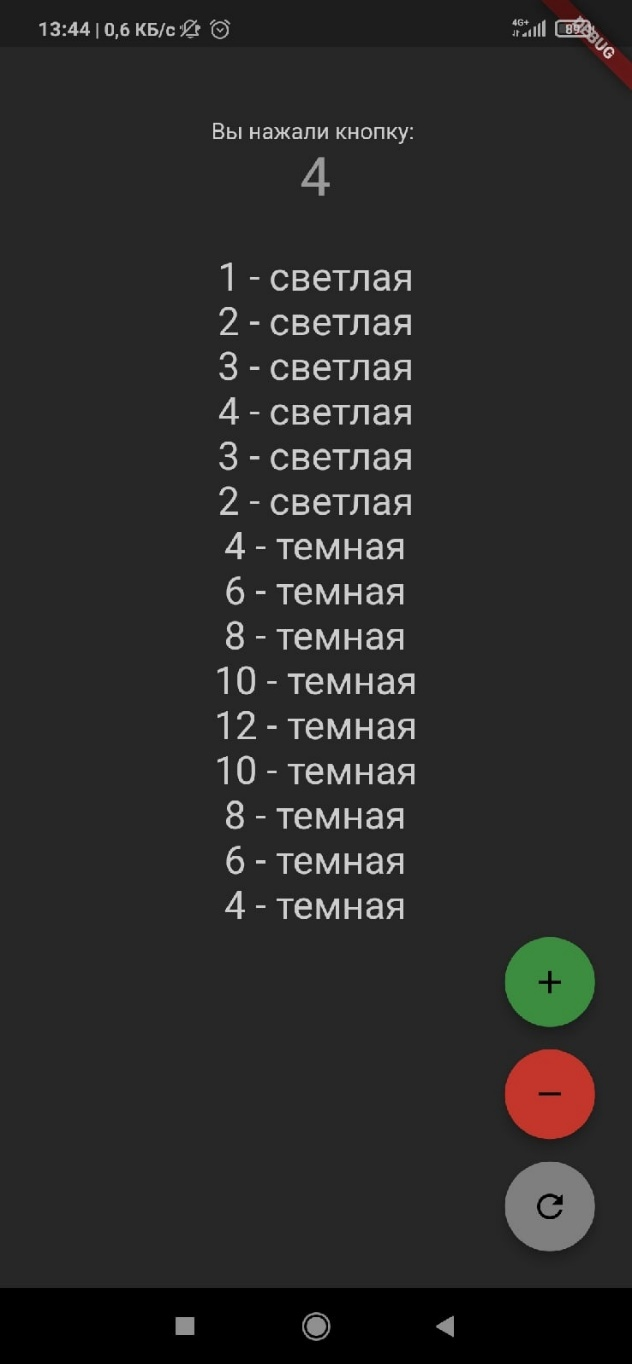 13:44 | 0,6 КБ/с
4G+
89
DEBUG
Вы нажали кнопку:
4
1 - светлая
2 - светлая
3 - светлая
4 - светлая
3 - светлая
2 - светлая
4 - темная
6 - темная
8 - темная
10 - темная
12 - темная
10 - темная
8 - темная
6 - темная
4 - темная